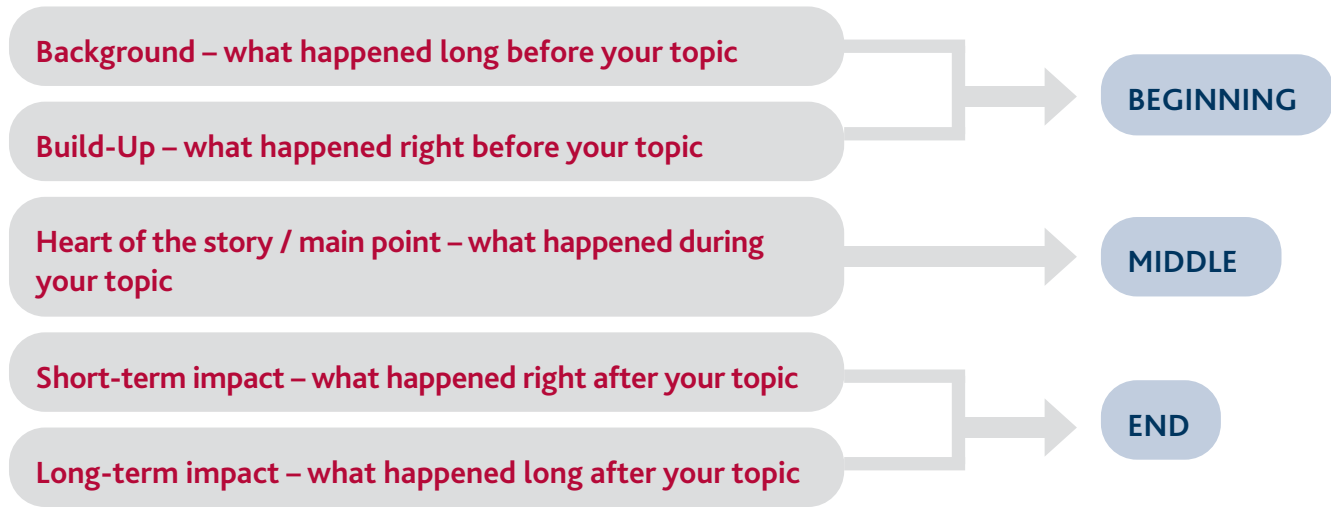 Background – what happened long before your topic
Build-Up – what happened right before your topic
BEGINNING
Heart of the story / main point – what happened during
your topic
MIDDLE
Short-term impact – what happened right after your topic
Long-term impact – what happened long after your topic
END